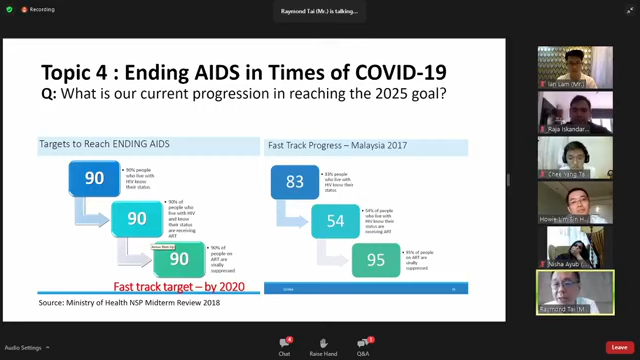 Recording
Raymond Tai (Mr.) is talking...
Topic 4 : Ending AIDS in Times of COVID-19
Q: What is our current progression in reaching the 2025 goal?
Targets to Reach ENDING AIDS
90
• 90% people
who live with
HIV know
their status
90
• 90% of
people who
live with HIV
and know
their status
are receiving
ART
90
• 90% of people
on ART are
virally
suppressed
Fast track target – by 2020
Fast Track Progress – Malaysia 2017
83
• 83% people
who live with
HIV know their
status
54
• 54% of people
who live with
HIV know their
status are
receiving ART
95
• 95% of people
on ART are
virally
suppressed
Source: Ministry of Health NSP Midterm Review 2018
Ian Lam (Mr.)
Raja Iskandar...
Chee Yang Ta...
Howie Lim Sin H...
Nisha Ayub (...
Raymond Tai (M...
Audio Settings
4
Chat
Raise Hand
Q&A
Leave